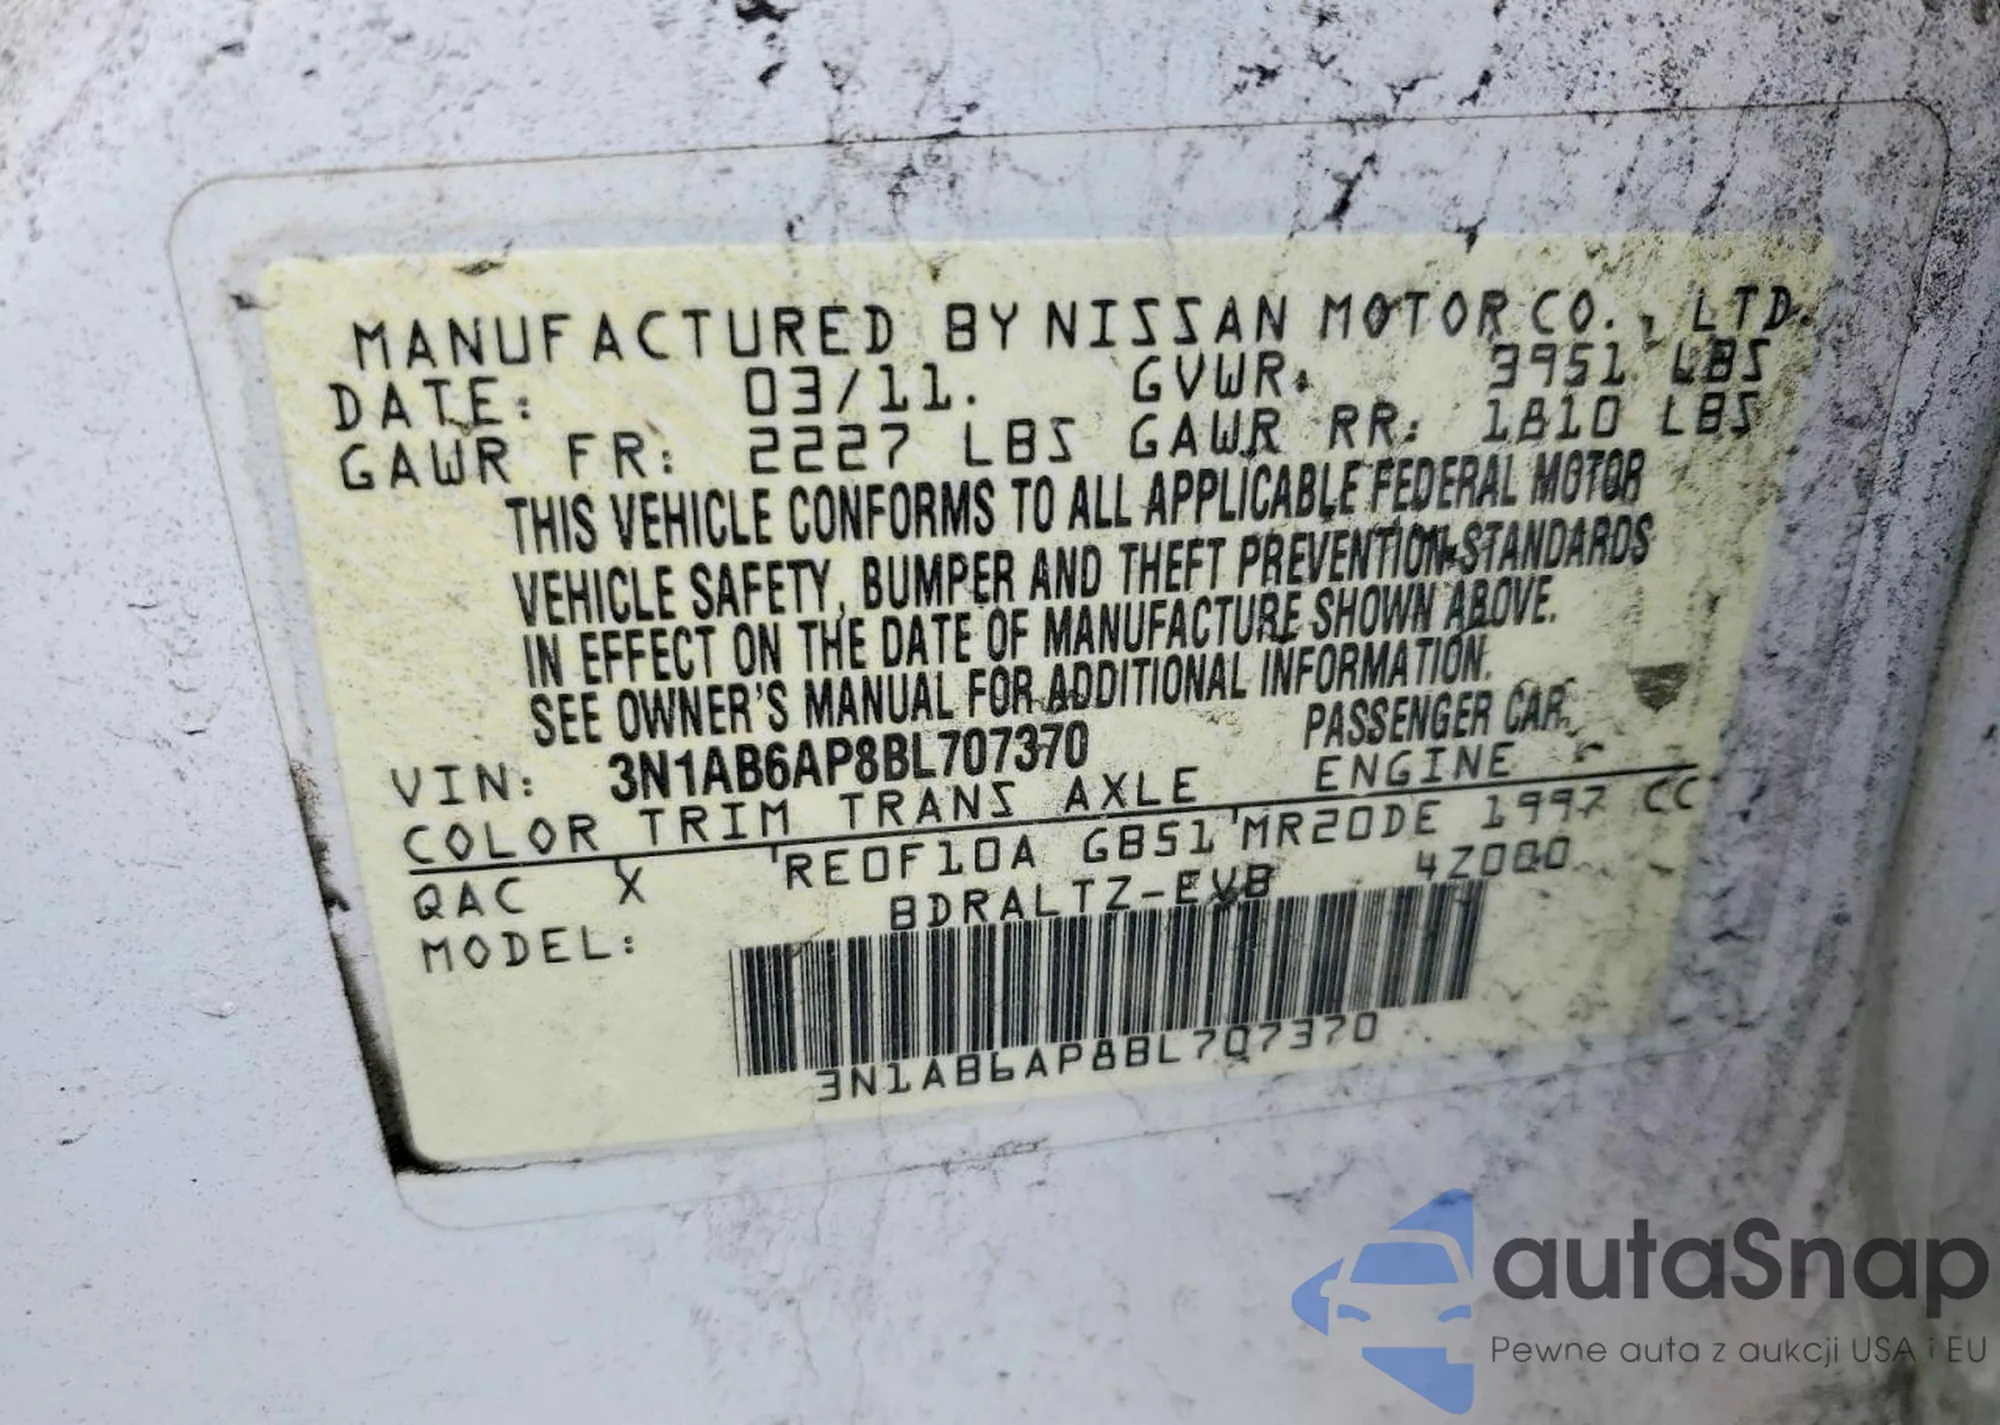 MANUFACTURED BY NISSAN MOTOR CO., LTD.
DATE: 03/11. GVWR: 3951 LBS
GAWR FR: 2227 LBS GAWR RR: 1810 LBS
THIS VEHICLE CONFORMS TO ALL APPLICABLE FEDERAL MOTOR
VEHICLE SAFETY, BUMPER AND THEFT PREVENTION STANDARDS
IN EFFECT ON THE DATE OF MANUFACTURE SHOWN ABOVE.
SEE OWNER'S MANUAL FOR ADDITIONAL INFORMATION.
VIN: 3N1AB6AP8BL707370 PASSENGER CAR
COLOR TRIM TRANS AXLE ENGINE
QAC X RE0F10A GB51 MR20DE 1997 CC
MODEL: BDRALTZ-EVB 4Z0Q0
3N1AB6AP8BL707370
autaSnap
Pewne auta z aukcji USA i EU